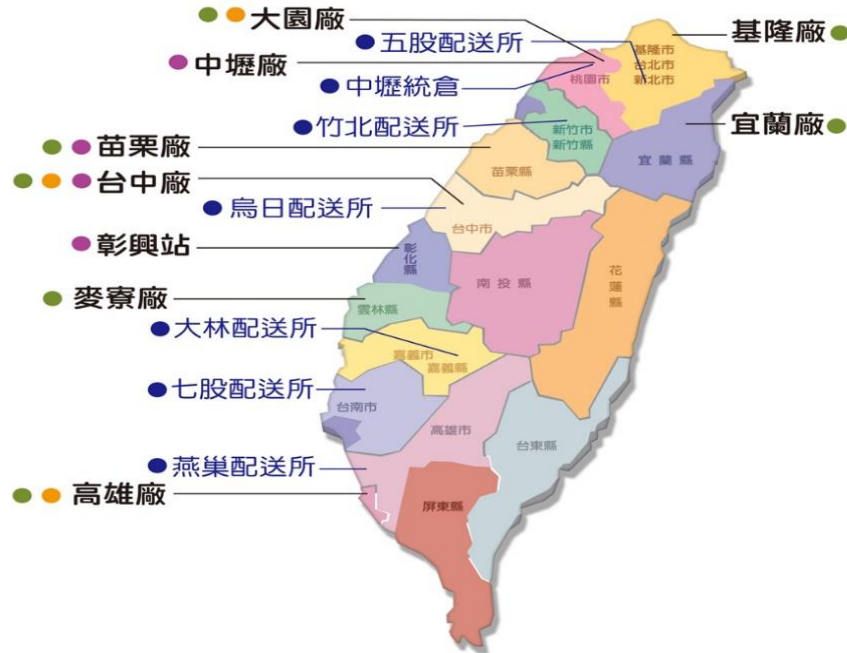 大園廠
基隆廠
五股配送所
中壢廠
中壢統倉
竹北配送所
宜蘭廠
苗栗廠
台中廠
烏日配送所
彰興站
麥寮廠
大林配送所
七股配送所
燕巢配送所
高雄廠
基隆市
台北市
新北市
桃園市
新竹市
新竹縣
宜蘭縣
苗栗縣
台中市
彰化縣
南投縣
花蓮縣
雲林縣
嘉義市
嘉義縣
台南市
高雄市
台東縣
屏東縣